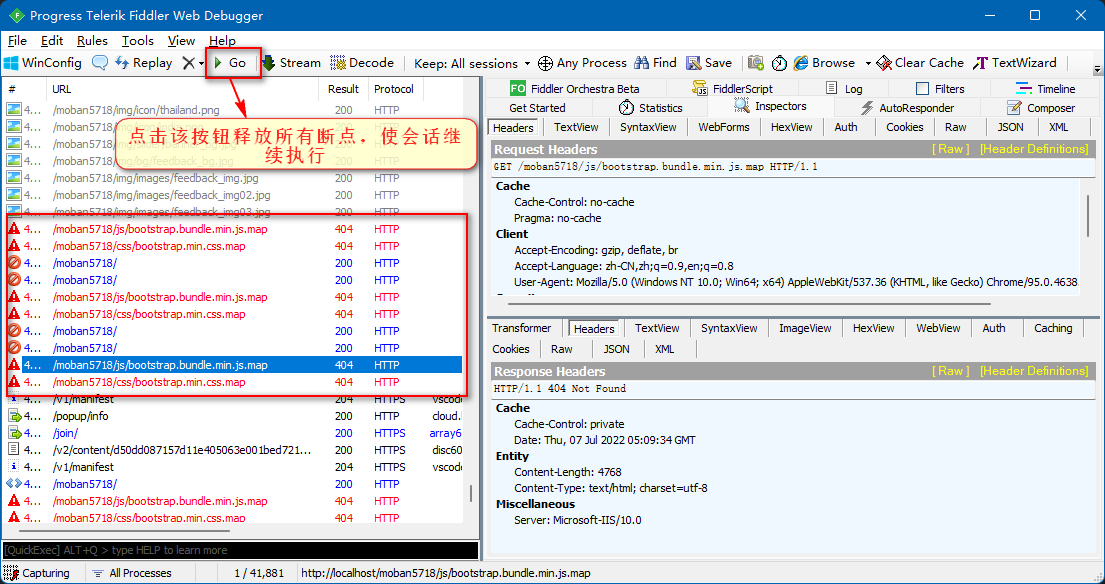 Progress Telerik Fiddler Web Debugger
File Edit Rules Tools View Help
WinConfig Replay Go Stream Decode Keep: All sessions Any Process Find Save Browse Clear Cache TextWizard
# URL Result Protocol
4... /moban5718/img/icon/thailand.png 200 HTTP
点击该按钮释放所有断点，使会话继
续执行
4... /moban5718/img/images/feedback_img.jpg 200 HTTP
4... /moban5718/img/images/feedback_img02.jpg 200 HTTP
4... /moban5718/img/images/feedback_img03.jpg 200 HTTP
4... /moban5718/js/bootstrap.bundle.min.js.map 404 HTTP
4... /moban5718/css/bootstrap.min.css.map 404 HTTP
4... /moban5718/ 200 HTTP
4... /moban5718/ 200 HTTP
4... /moban5718/js/bootstrap.bundle.min.js.map 404 HTTP
4... /moban5718/css/bootstrap.min.css.map 404 HTTP
4... /moban5718/ 200 HTTP
4... /moban5718/ 200 HTTP
4... /moban5718/js/bootstrap.bundle.min.js.map 404 HTTP
4... /moban5718/css/bootstrap.min.css.map 404 HTTP
4... /v1/manifest 204 HTTPS vscode
4... /popup/info 200 HTTP cloud.
4... /join/ 200 HTTPS array6
4... /v2/content/d50dd087157d11e405063e001bed721... 200 HTTPS disc60
4... /v1/manifest 204 HTTPS vscode
4... /moban5718/ 200 HTTP
4... /moban5718/js/bootstrap.bundle.min.js.map 404 HTTP
4... /moban5718/css/bootstrap.min.css.map 404 HTTP
[QuickExec] ALT+Q > type HELP to learn more
Capturing All Processes 1 / 41,881 http://localhost/moban5718/js/bootstrap.bundle.min.js.map
FO Fiddler Orchestra Beta FiddlerScript Log Filters Timeline
Get Started Statistics Inspectors AutoResponder Composer
Headers TextView SyntaxView WebForms HexView Auth Cookies Raw JSON XML
Request Headers [ Raw ] [Header Definitions]
GET /moban5718/js/bootstrap.bundle.min.js.map HTTP/1.1
Cache
Cache-Control: no-cache
Pragma: no-cache
Client
Accept-Encoding: gzip, deflate, br
Accept-Language: zh-CN,zh;q=0.9,en;q=0.8
User-Agent: Mozilla/5.0 (Windows NT 10.0; Win64; x64) AppleWebKit/537.36 (KHTML, like Gecko) Chrome/95.0.4638
Transformer Headers TextView SyntaxView ImageView HexView WebView Auth Caching
Cookies Raw JSON XML
Response Headers [ Raw ] [Header Definitions]
HTTP/1.1 404 Not Found
Cache
Cache-Control: private
Date: Thu, 07 Jul 2022 05:09:34 GMT
Entity
Content-Length: 4768
Content-Type: text/html; charset=utf-8
Miscellaneous
Server: Microsoft-IIS/10.0